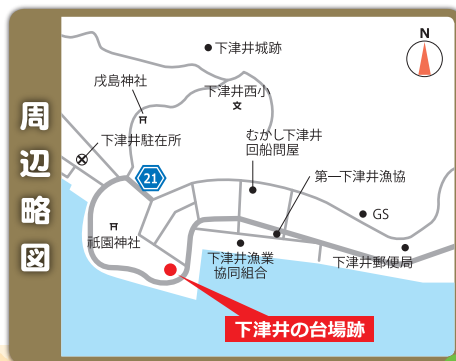 周辺略図
N
下津井城跡
戌島神社
下津井西小
下津井駐在所
むかし下津井
回船問屋
21
第一下津井漁協
GS
祇園神社
下津井漁業
協同組合
下津井郵便局
下津井の台場跡